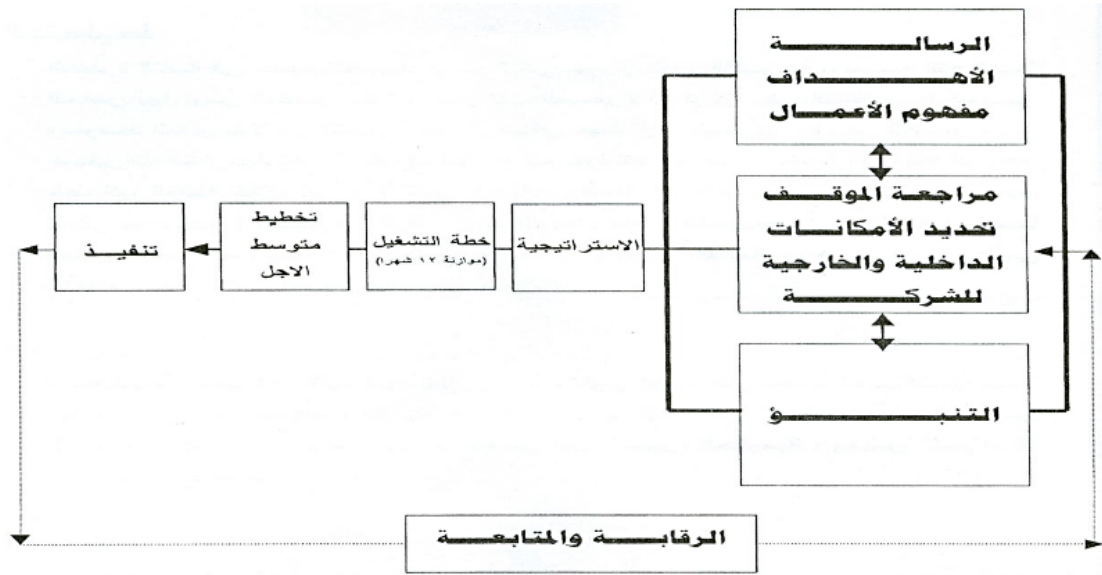 الرسالة
الأهداف
مفهوم الأعمال
مراجعة الموقف
تحديد الأمكانات
الداخلية والخارجية
للشركة
التنبؤ
الاستراتيجية
خطة التشغيل
(موازنة ١٢ شهرا)
تخطيط
متوسط
الاجل
تنفيذ
الرقابة والمتابعة